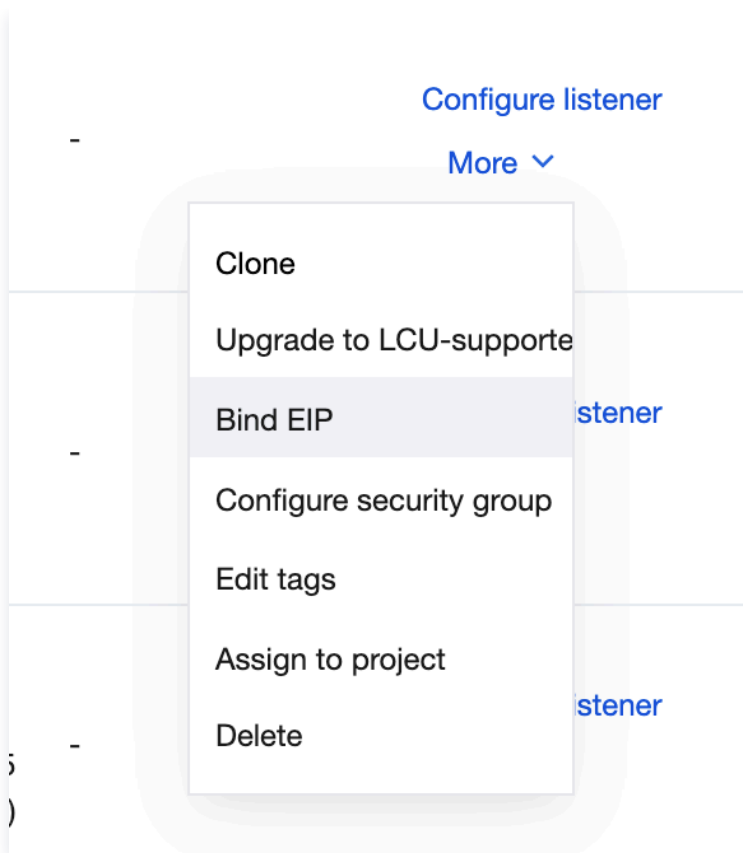 Configure listener
-
More
Clone
Upgrade to LCU-supporte
Bind EIP
istener
-
Configure security group
Edit tags
Assign to project
istener
Delete
-
)